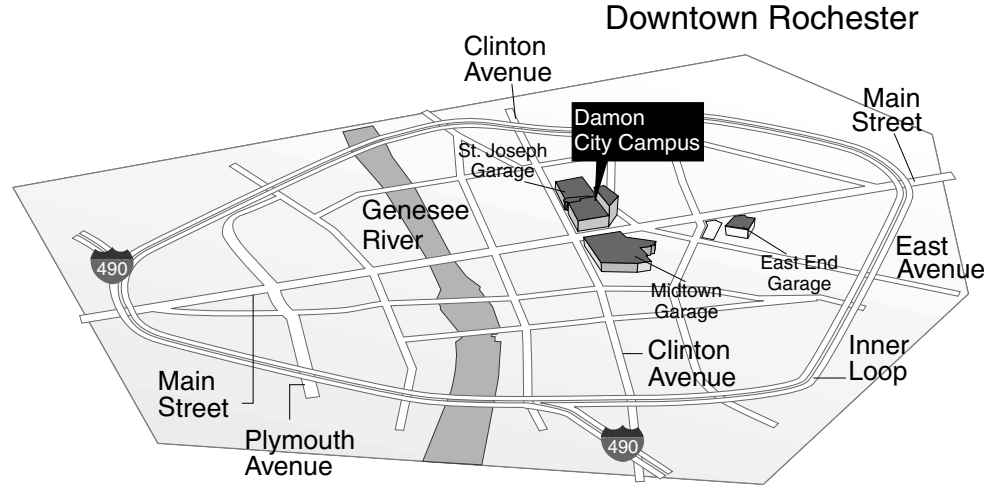 Downtown Rochester
Clinton
Avenue
Main
Street
Damon
City Campus
St. Joseph
Garage
Genesee
River
490
East
Avenue
East End
Garage
Midtown
Garage
Inner
Loop
Clinton
Avenue
Main
Street
Plymouth
Avenue
490